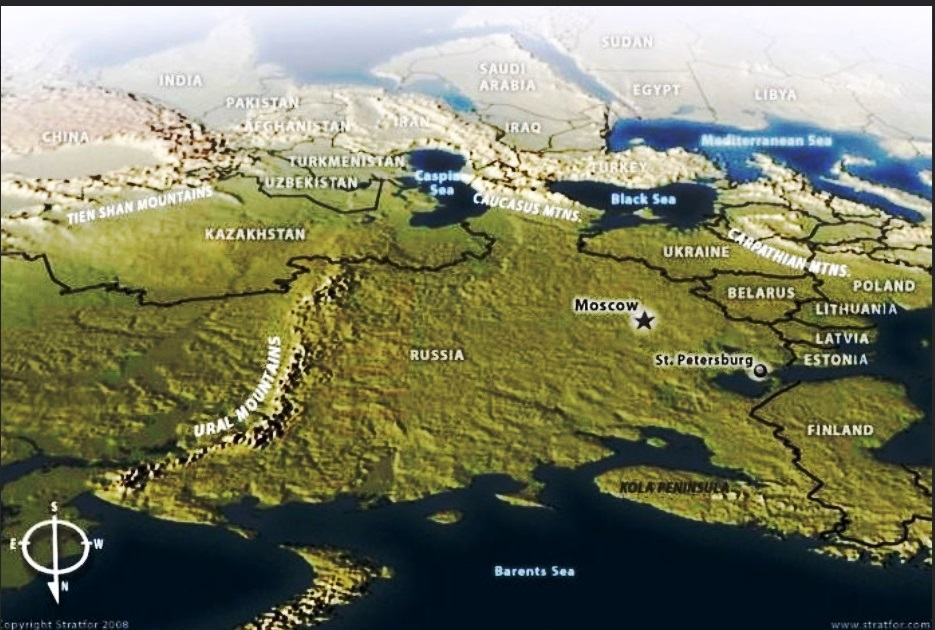 SUDAN
INDIA
SAUDI
ARABIA
EGYPT
LIBYA
PAKISTAN
AFGHANISTAN
IRAN
IRAQ
CHINA
Mediterranean Sea
TURKMENISTAN
TURKEY
UZBEKISTAN
Caspian
Sea
TIEN SHAN MOUNTAINS
CAUCASUS MTNS.
Black Sea
KAZAKHSTAN
UKRAINE
CARPATHIAN MTNS.
BELARUS
POLAND
Moscow
LITHUANIA
LATVIA
RUSSIA
St. Petersburg
ESTONIA
URAL MOUNTAINS
FINLAND
KOLA PENINSULA
S
E
W
N
Barents Sea
opyright Stratfor 2008
www.stratfor.com